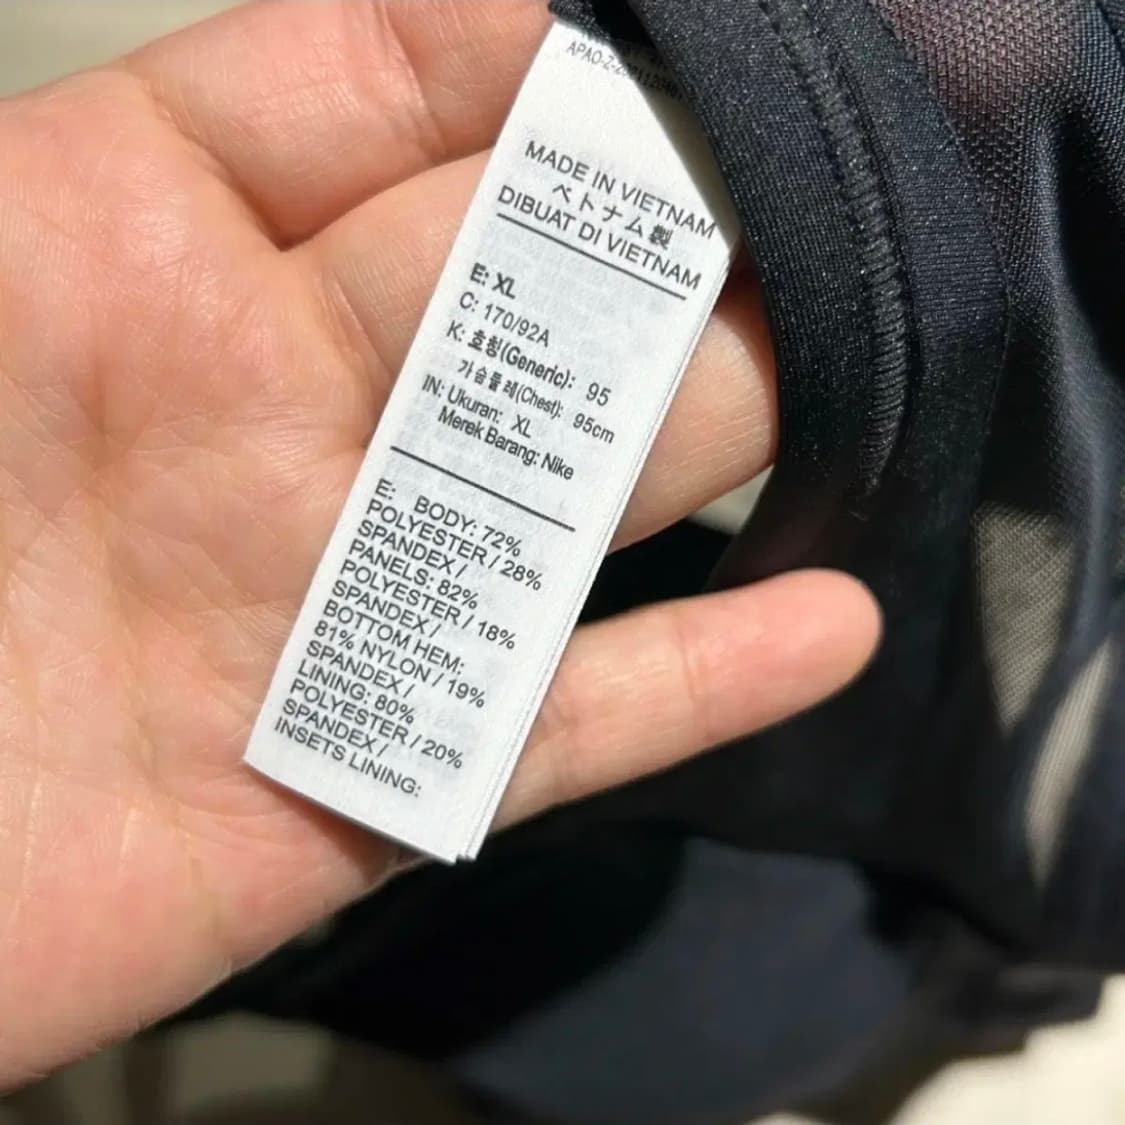 MADE IN VIETNAM
ベトナム製
DIBUAT DI VIETNAM
E: XL
C: 170/92A
K: 호칭(Generic): 95
가슴둘레(Chest): 95cm
IN: Ukuran: XL
Merek Barang: Nike
E: BODY: 72%
POLYESTER / 28%
SPANDEX /
PANELS: 82%
POLYESTER / 18%
SPANDEX /
BOTTOM HEM:
81% NYLON / 19%
SPANDEX /
LINING: 80%
POLYESTER / 20%
SPANDEX /
INSETS LINING: